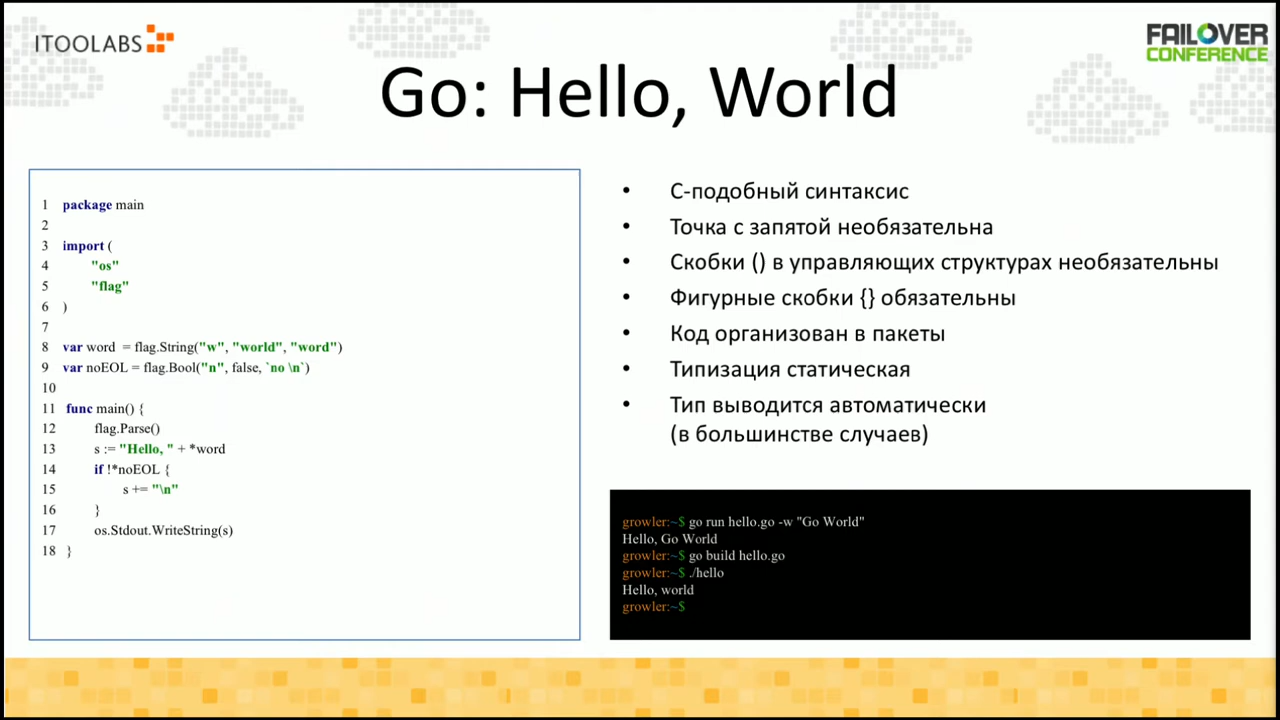 ITOOLABS
FAILOVER
CONFERENCE
Go: Hello, World
1 package main
2
3 import (
4 "os"
5 "flag"
6 )
7
8 var word = flag.String("w", "world", "word")
9 var noEOL = flag.Bool("n", false, `no \n`)
10
11 func main() {
12 flag.Parse()
13 s := "Hello, " + *word
14 if !*noEOL {
15 s += "\n"
16 }
17 os.Stdout.WriteString(s)
18 }
• С-подобный синтаксис
• Точка с запятой необязательна
• Скобки () в управляющих структурах необязательны
• Фигурные скобки {} обязательны
• Код организован в пакеты
• Типизация статическая
• Тип выводится автоматически
(в большинстве случаев)
growler:~$ go run hello.go -w "Go World"
Hello, Go World
growler:~$ go build hello.go
growler:~$ ./hello
Hello, world
growler:~$